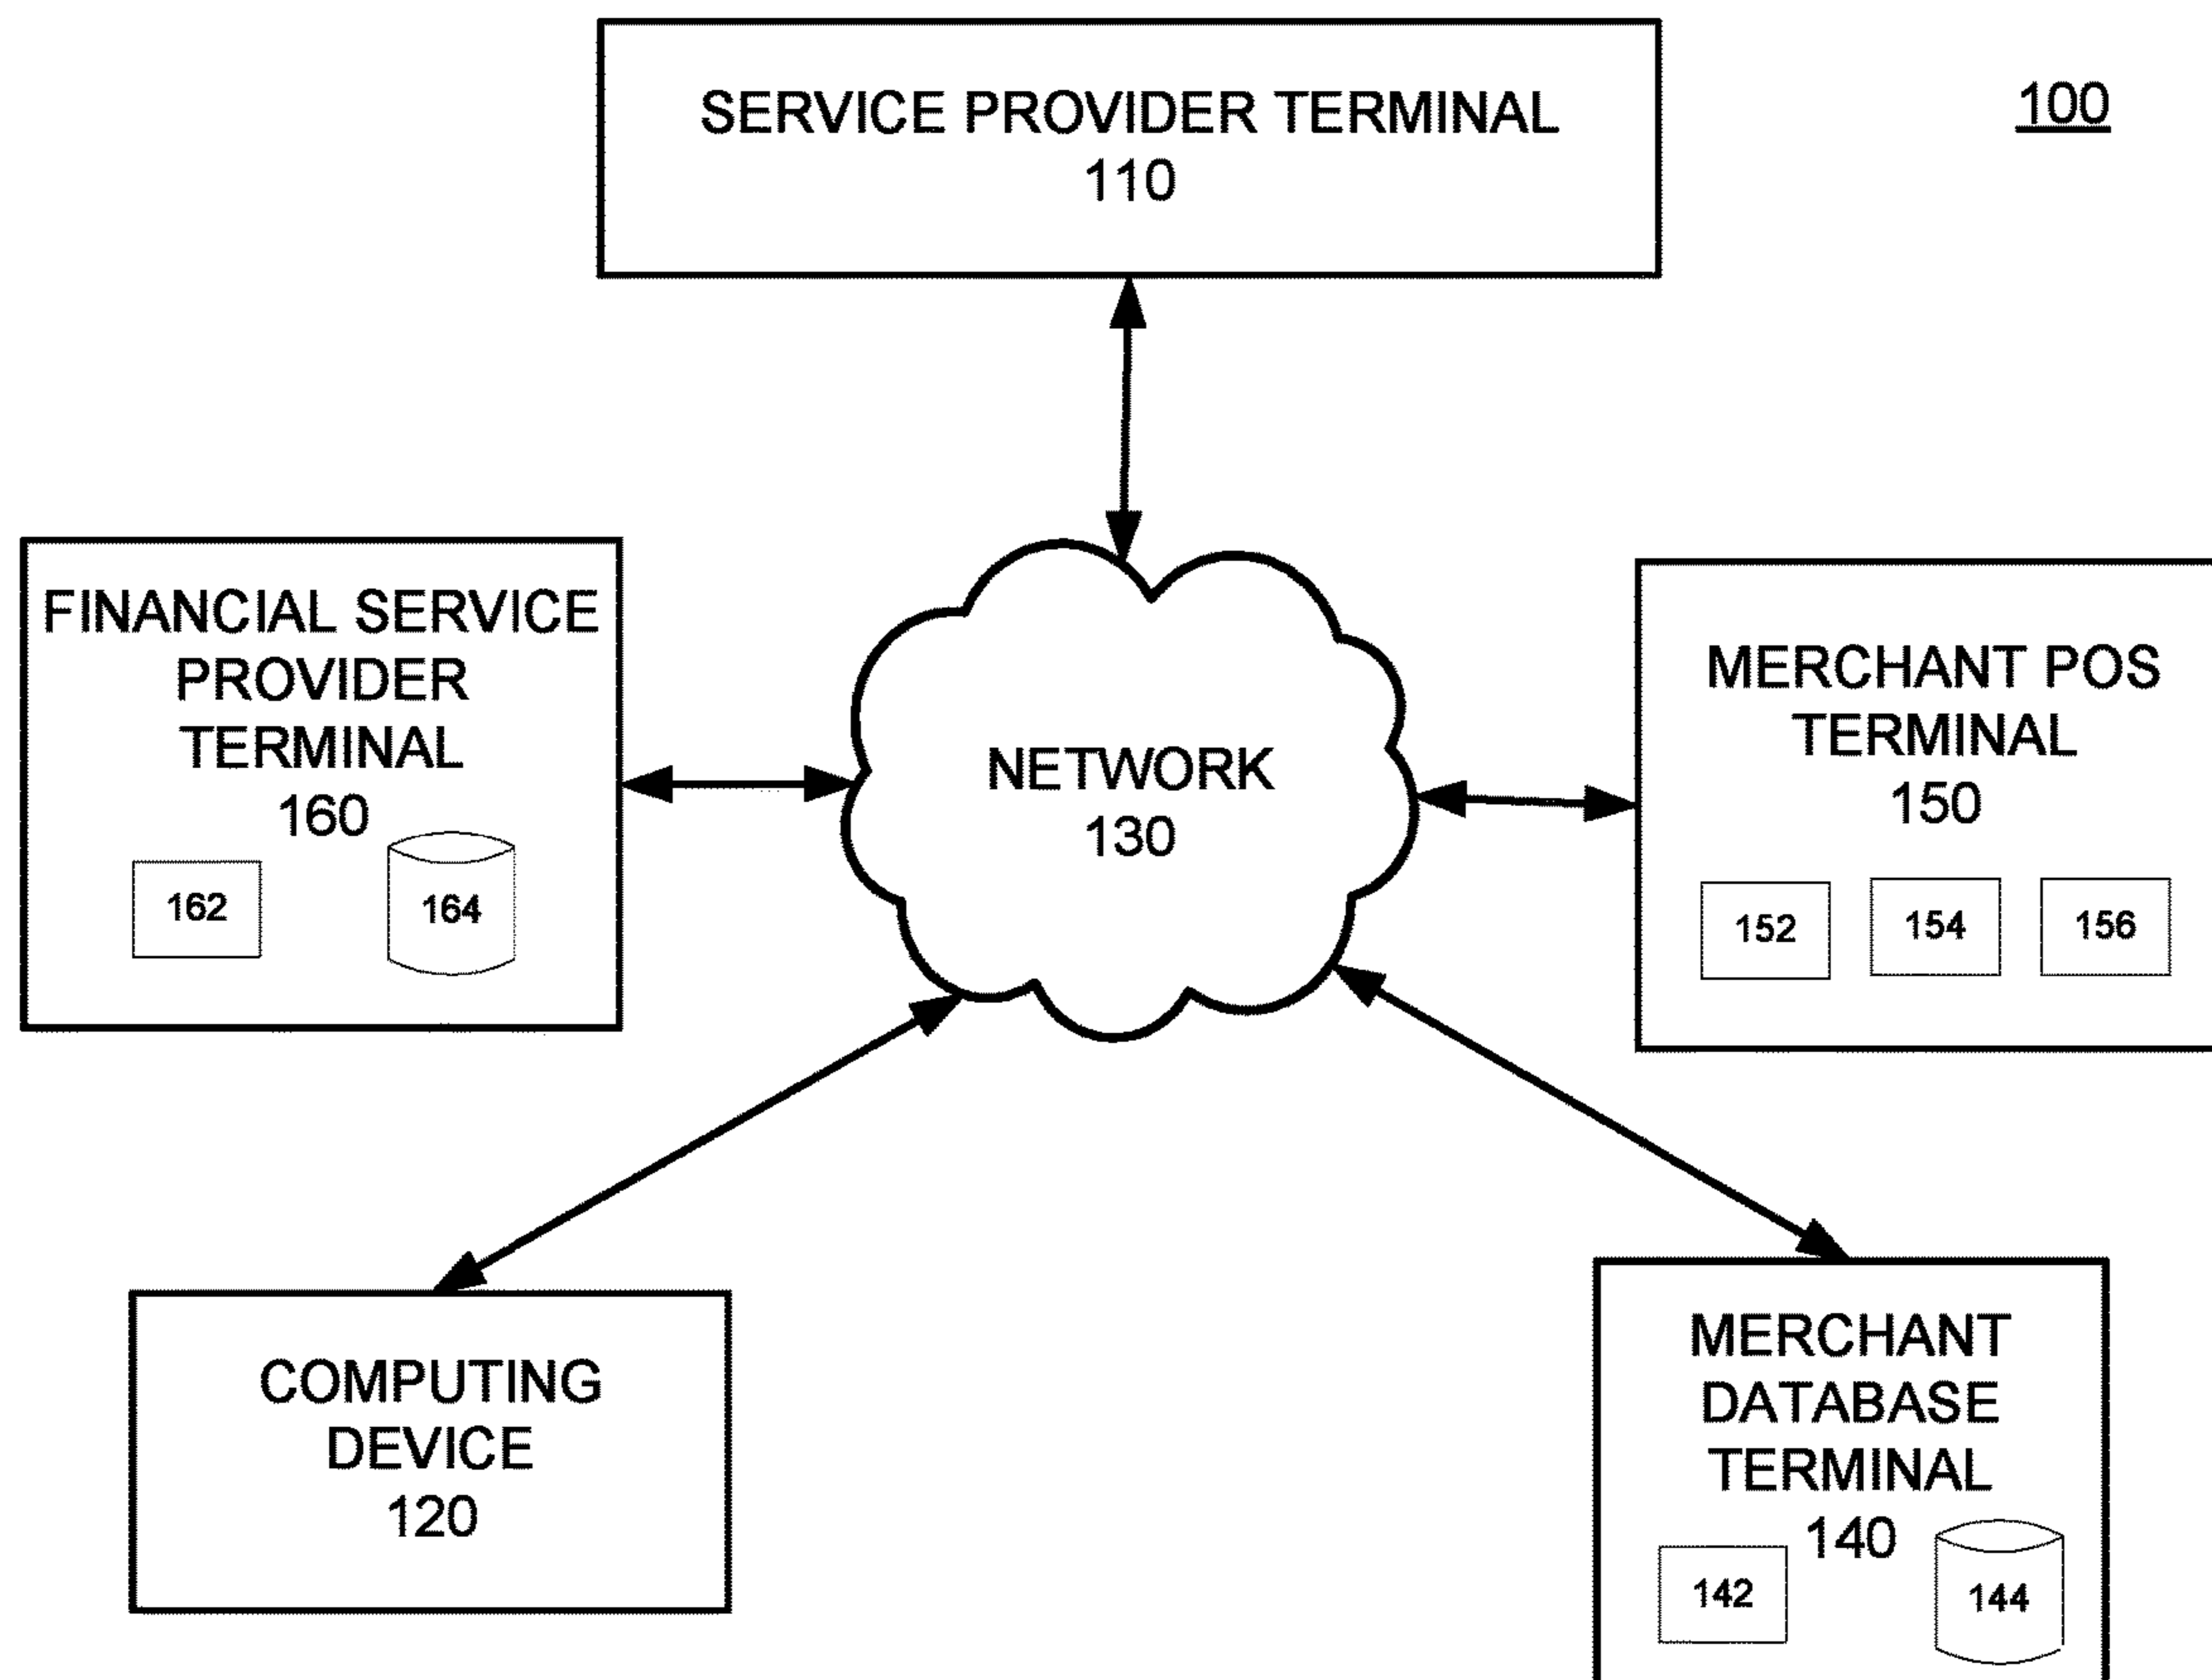 SERVICE PROVIDER TERMINAL
110
100
FINANCIAL SERVICE
PROVIDER
TERMINAL
160
162
164
NETWORK
130
MERCHANT POS
TERMINAL
150
152
154
156
COMPUTING
DEVICE
120
MERCHANT
DATABASE
TERMINAL
140
142
144